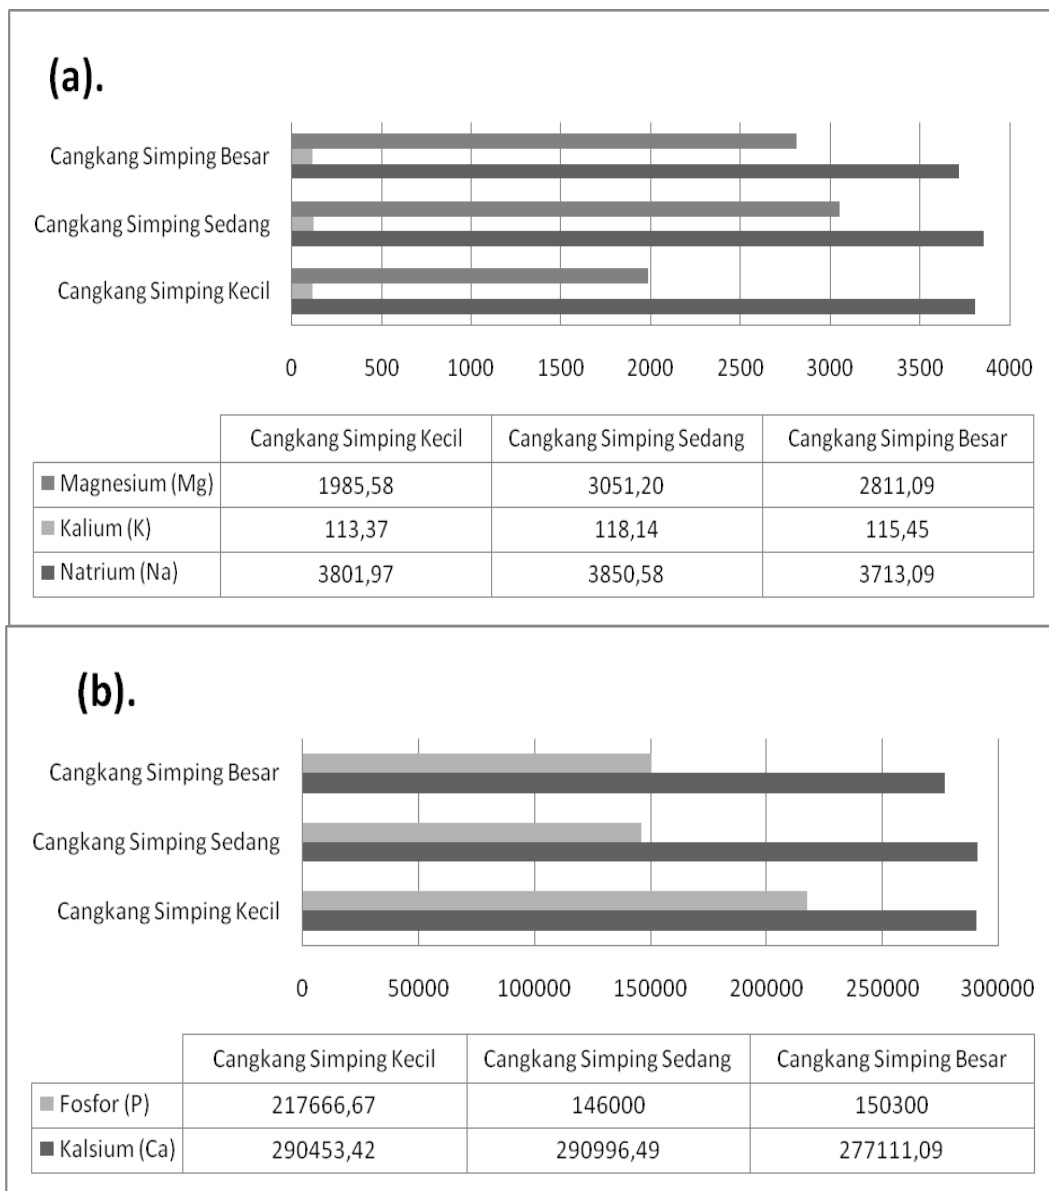 (a).
Cangkang Simping Besar
Cangkang Simping Sedang
Cangkang Simping Kecil
0 500 1000 1500 2000 2500 3000 3500 4000
Cangkang Simping Kecil Cangkang Simping Sedang Cangkang Simping Besar
Magnesium (Mg) 1985,58 3051,20 2811,09
Kalium (K) 113,37 118,14 115,45
Natrium (Na) 3801,97 3850,58 3713,09
(b).
Cangkang Simping Besar
Cangkang Simping Sedang
Cangkang Simping Kecil
0 50000 100000 150000 200000 250000 300000
Cangkang Simping Kecil Cangkang Simping Sedang Cangkang Simping Besar
Fosfor (P) 217666,67 146000 150300
Kalsium (Ca) 290453,42 290996,49 277111,09